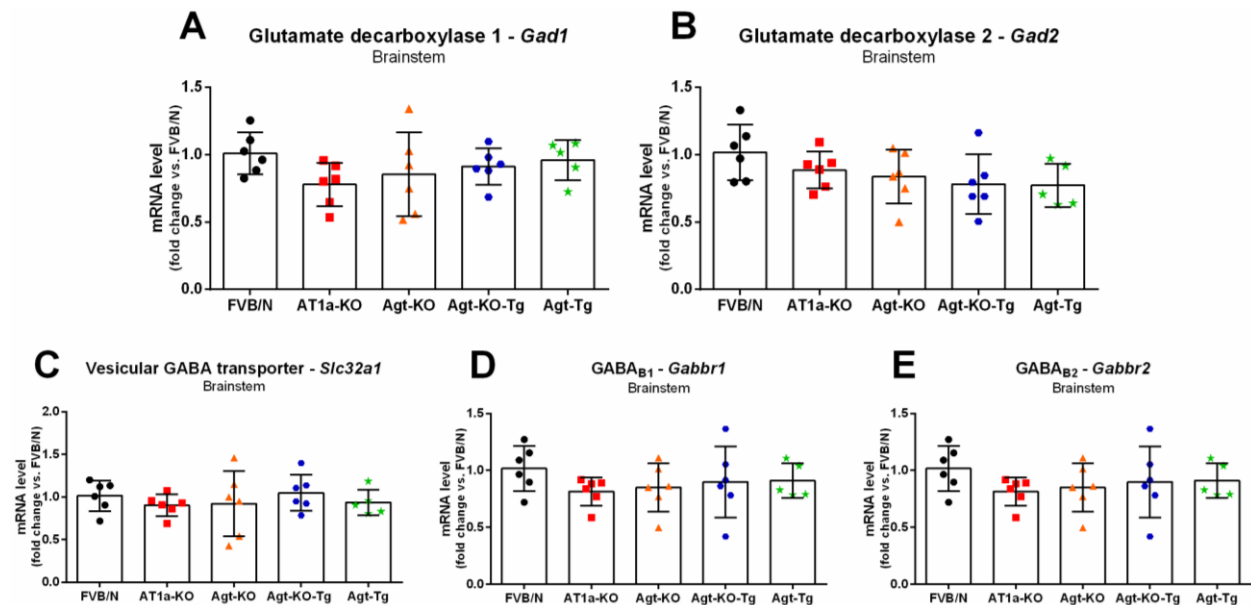 A
Glutamate decarboxylase 1 - Gad1
Brainstem
mRNA level
(fold change vs. FVB/N)
1.5
1.0
0.5
0.0
FVB/N AT1a-KO Agt-KO Agt-KO-Tg Agt-Tg
B
Glutamate decarboxylase 2 - Gad2
Brainstem
mRNA level
(fold change vs. FVB/N)
1.5
1.0
0.5
0.0
FVB/N AT1a-KO Agt-KO Agt-KO-Tg Agt-Tg
C
Vesicular GABA transporter - Slc32a1
Brainstem
mRNA level
(fold change vs. FVB/N)
2.0
1.5
1.0
0.5
0.0
FVB/N AT1a-KO Agt-KO Agt-KO-Tg Agt-Tg
D
GABAB1 - Gabbr1
Brainstem
mRNA level
(fold change vs. FVB/N)
1.5
1.0
0.5
0.0
FVB/N AT1a-KO Agt-KO Agt-KO-Tg Agt-Tg
E
GABAB2 - Gabbr2
Brainstem
mRNA level
(fold change vs. FVB/N)
1.5
1.0
0.5
0.0
FVB/N AT1a-KO Agt-KO Agt-KO-Tg Agt-Tg